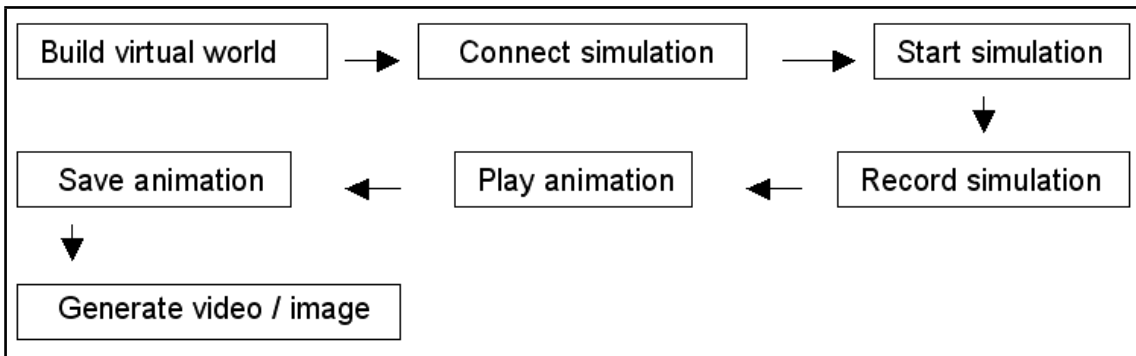 Build virtual world
Connect simulation
Start simulation
Record simulation
Play animation
Save animation
Generate video / image